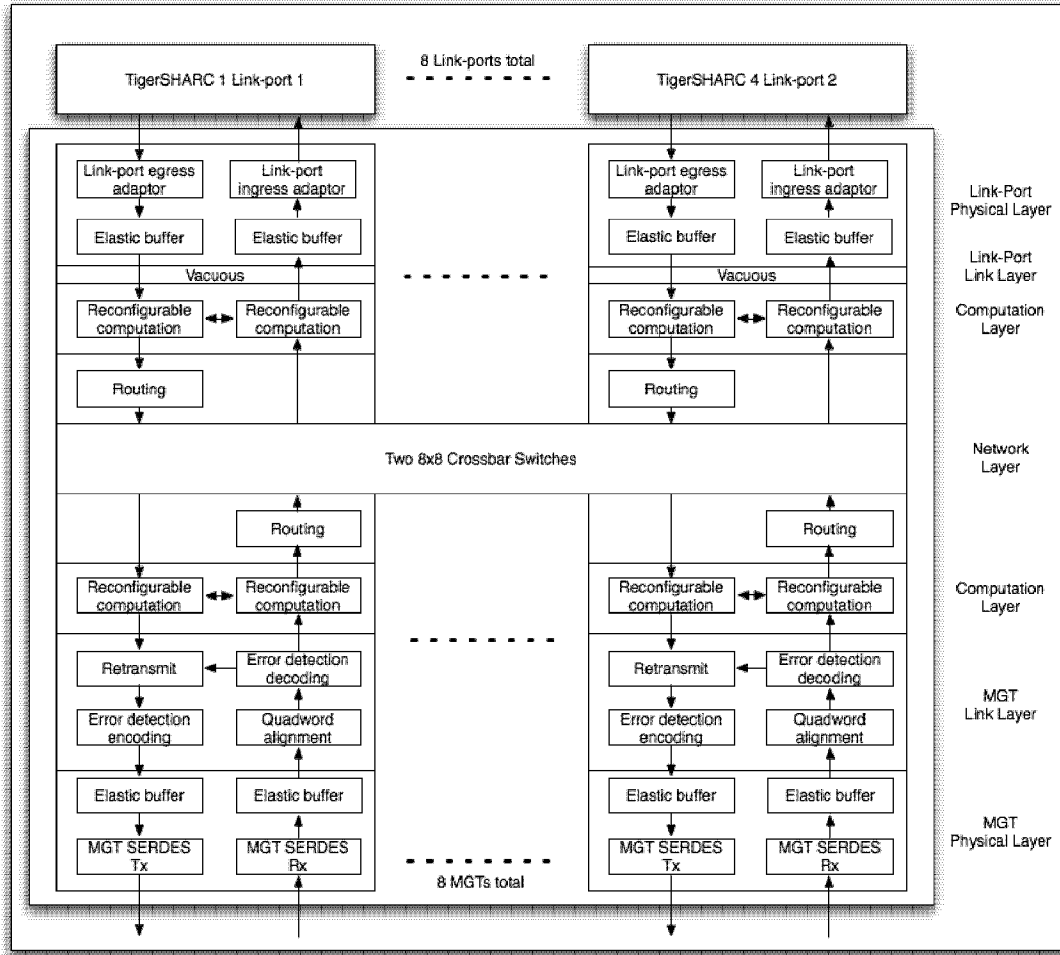 TigerSHARC 1 Link-port 1
8 Link-ports total
TigerSHARC 4 Link-port 2
Link-port egress
adaptor
Link-port
ingress adaptor
Link-port egress
adaptor
Link-port
ingress adaptor
Link-Port
Physical Layer
Elastic buffer
Elastic buffer
Elastic buffer
Elastic buffer
Vacuous
Vacuous
Link-Port
Link Layer
Reconfigurable
computation
Reconfigurable
computation
Reconfigurable
computation
Reconfigurable
computation
Computation
Layer
Routing
Routing
Two 8x8 Crossbar Switches
Network
Layer
Routing
Routing
Reconfigurable
computation
Reconfigurable
computation
Reconfigurable
computation
Reconfigurable
computation
Computation
Layer
Retransmit
Error detection
decoding
Retransmit
Error detection
decoding
MGT
Link Layer
Error detection
encoding
Quadword
alignment
Error detection
encoding
Quadword
alignment
Elastic buffer
Elastic buffer
Elastic buffer
Elastic buffer
MGT
Physical Layer
MGT SERDES
Tx
MGT SERDES
Rx
MGT SERDES
Tx
MGT SERDES
Rx
8 MGTs total